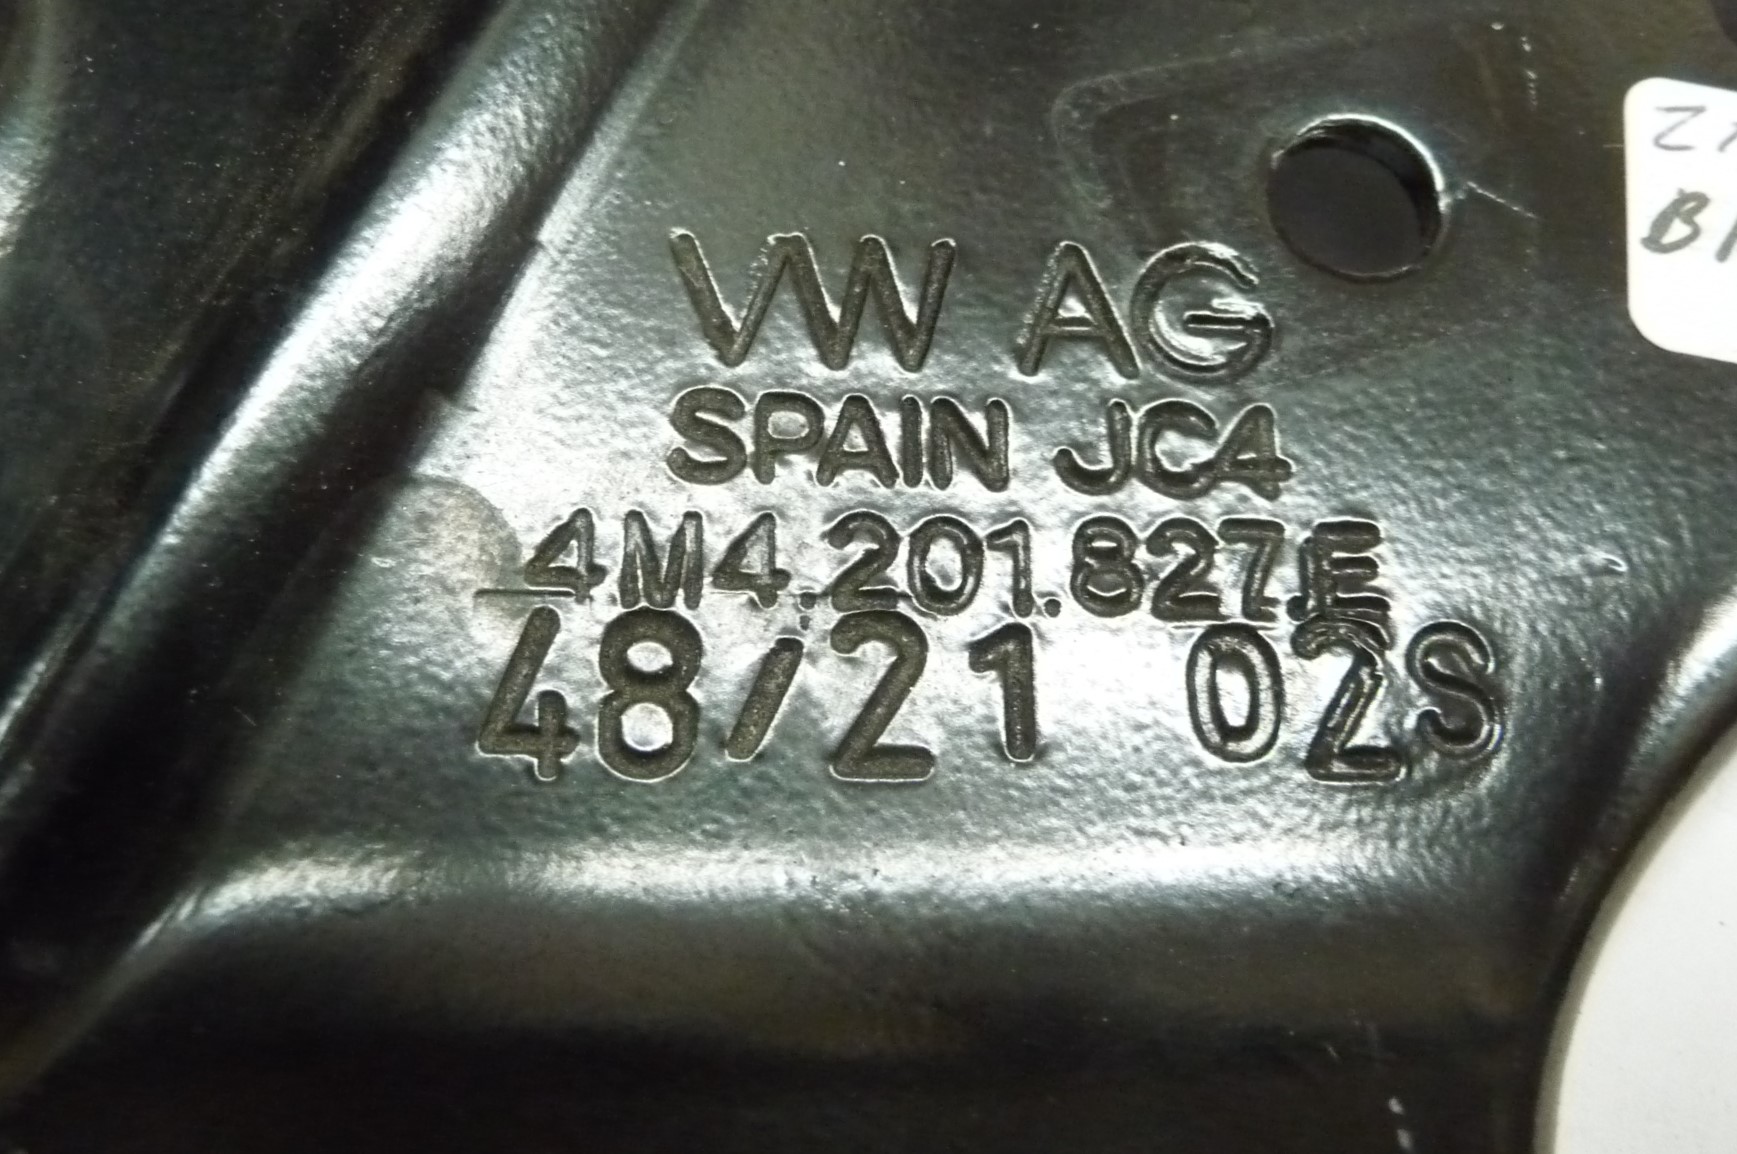 VW AG
SPAIN JC4
4M4.201.827.E
48/21 02S